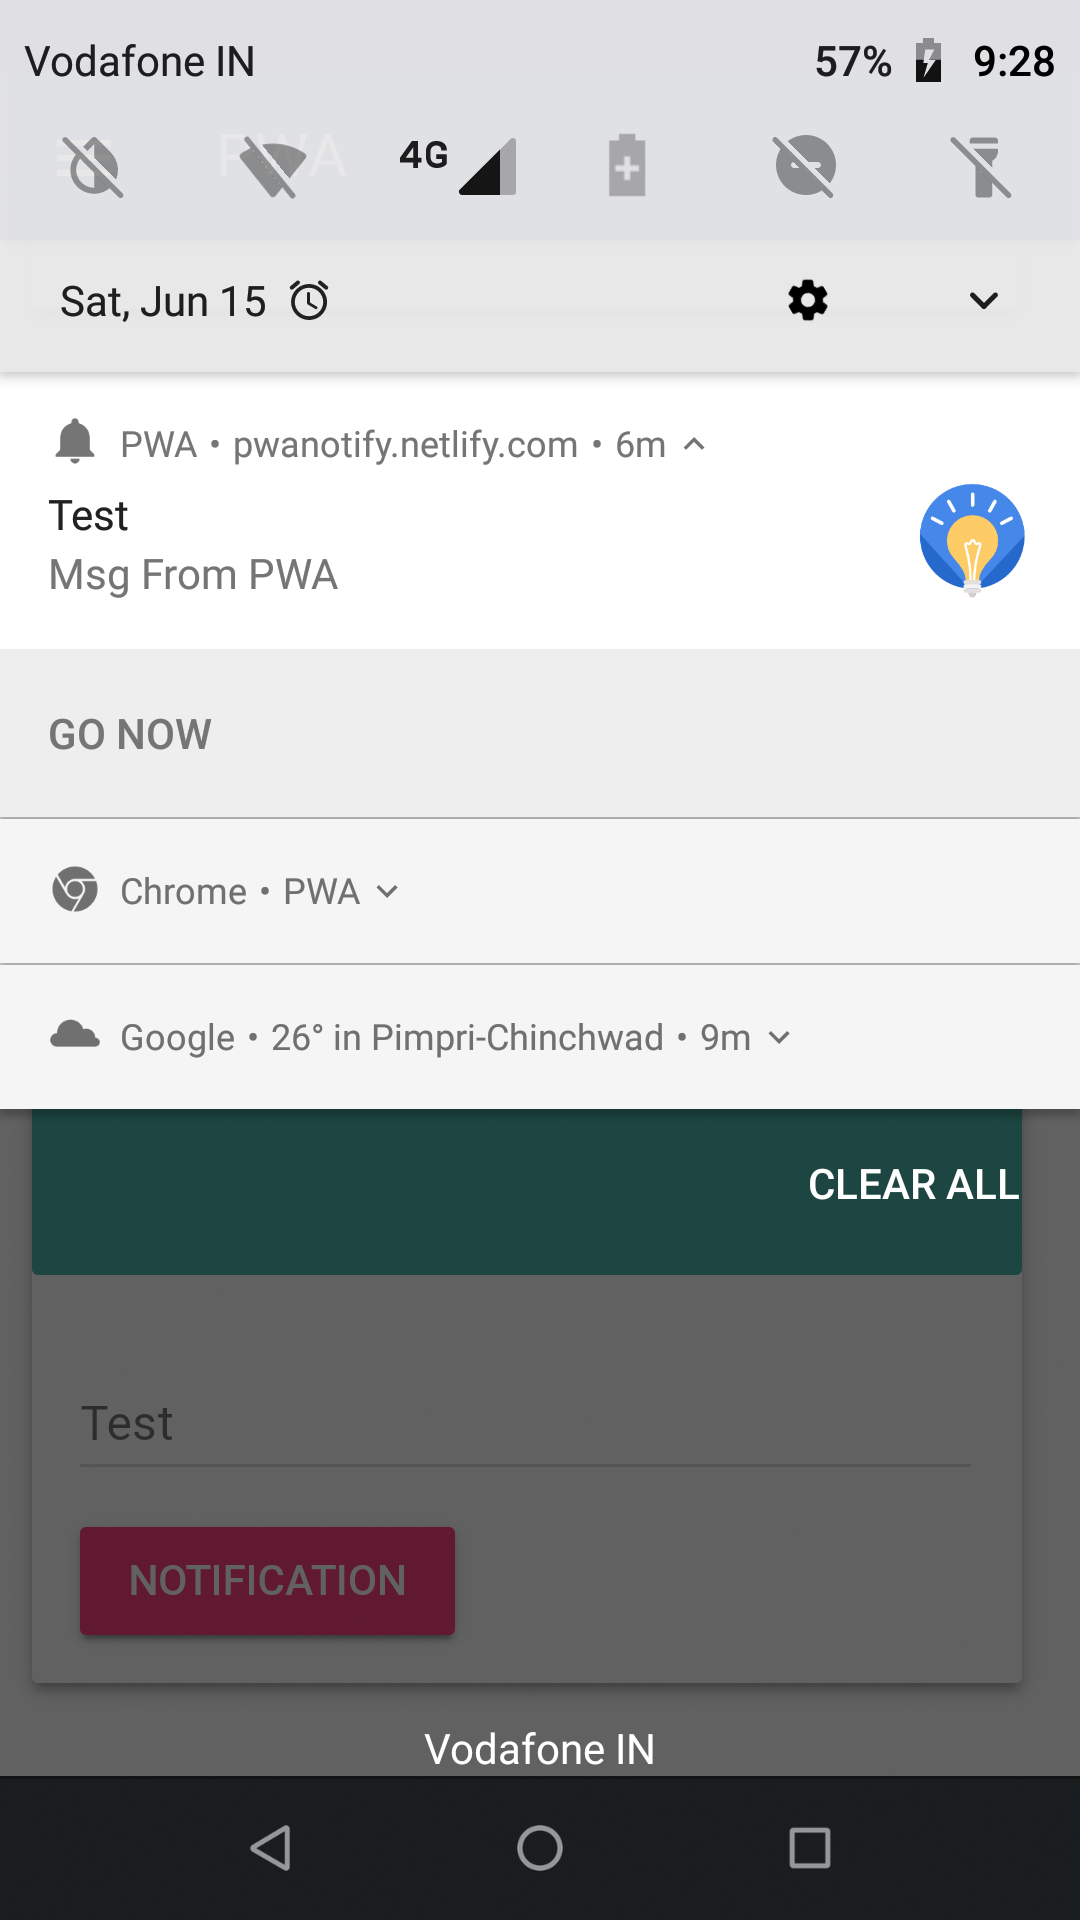 Vodafone IN 57% 9:28
PWA 4G
Sat, Jun 15
PWA • pwanotify.netlify.com • 6m
Test
Msg From PWA
GO NOW
Chrome • PWA
Google • 26° in Pimpri-Chinchwad • 9m
CLEAR ALL
Test
NOTIFICATION
Vodafone IN